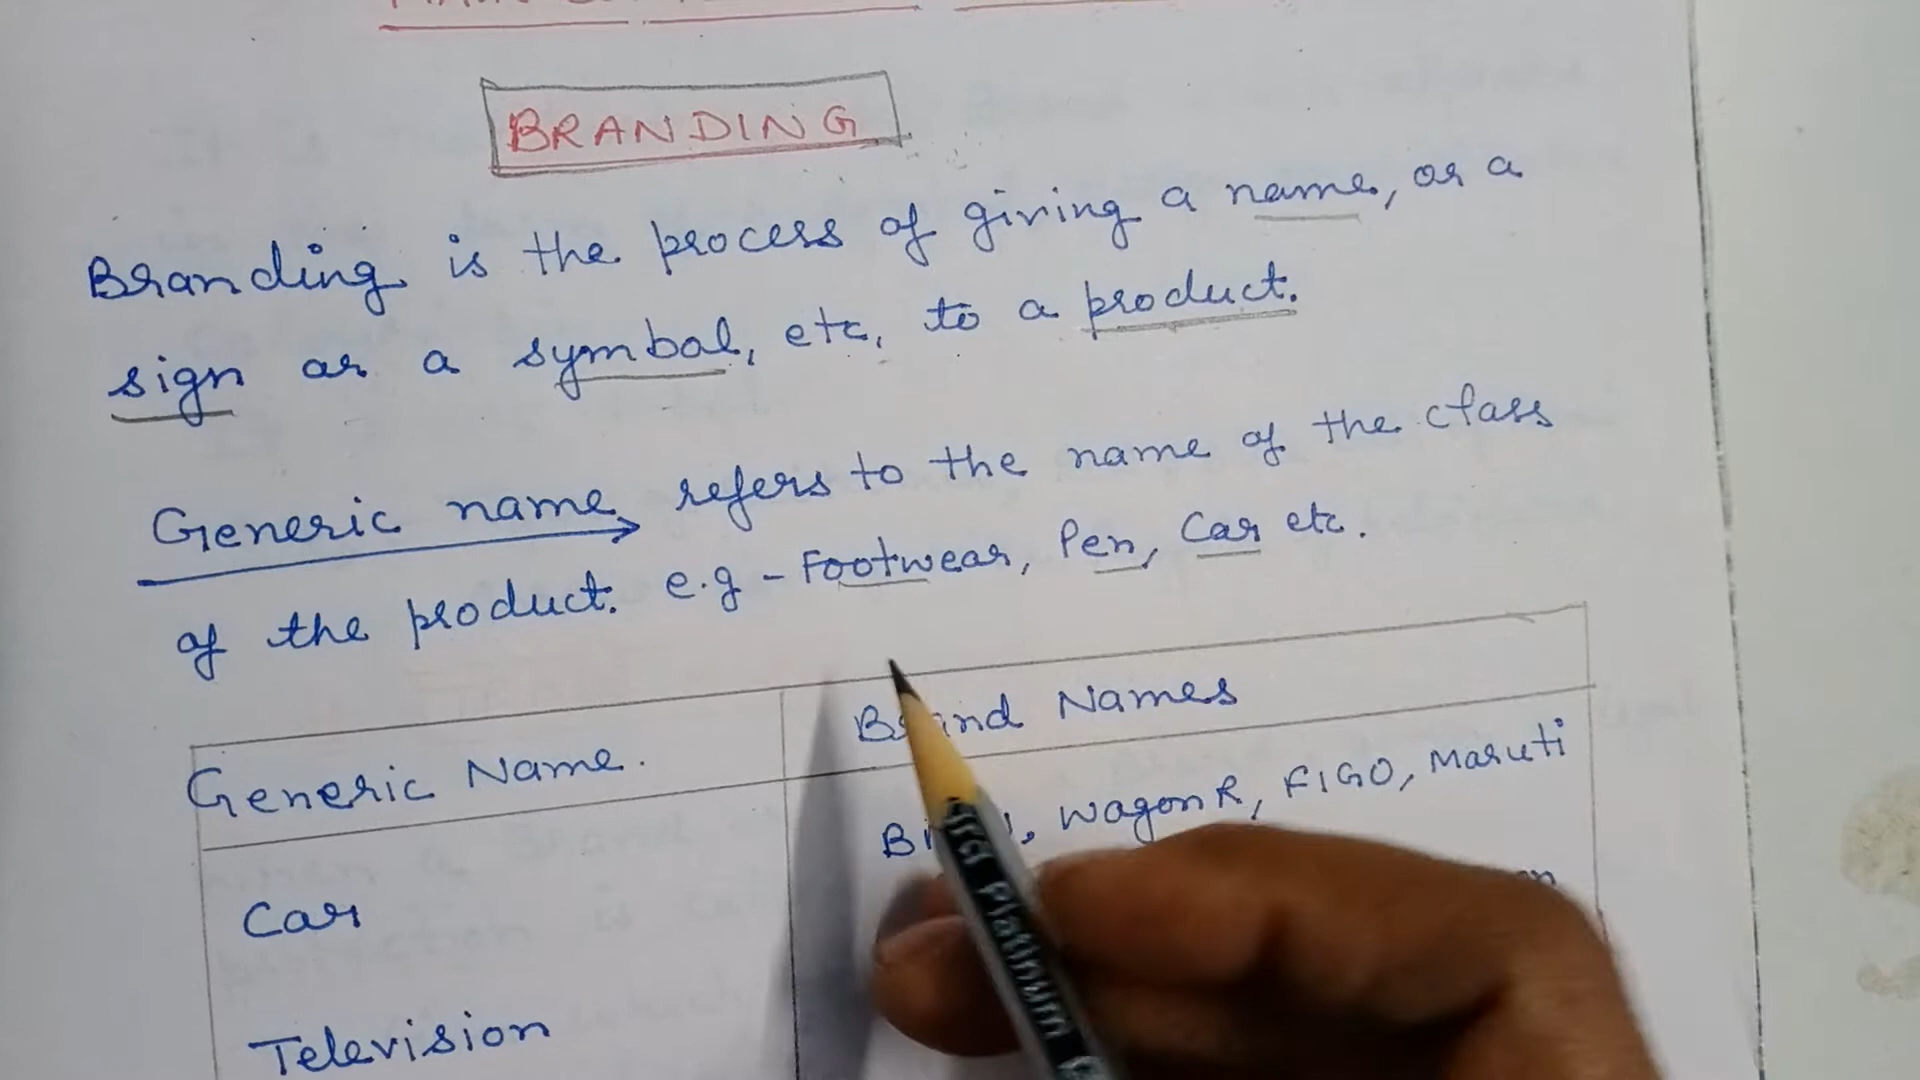 BRANDING
Branding is the process of giving a name, or a
sign or a symbol, etc, to a product.
Generic name refers to the name of the class
of the product. e.g - Footwear, Pen, Car etc.
Generic Name. Brand Names
Car WagonR, FIGO, Maruti
Television
Platinum